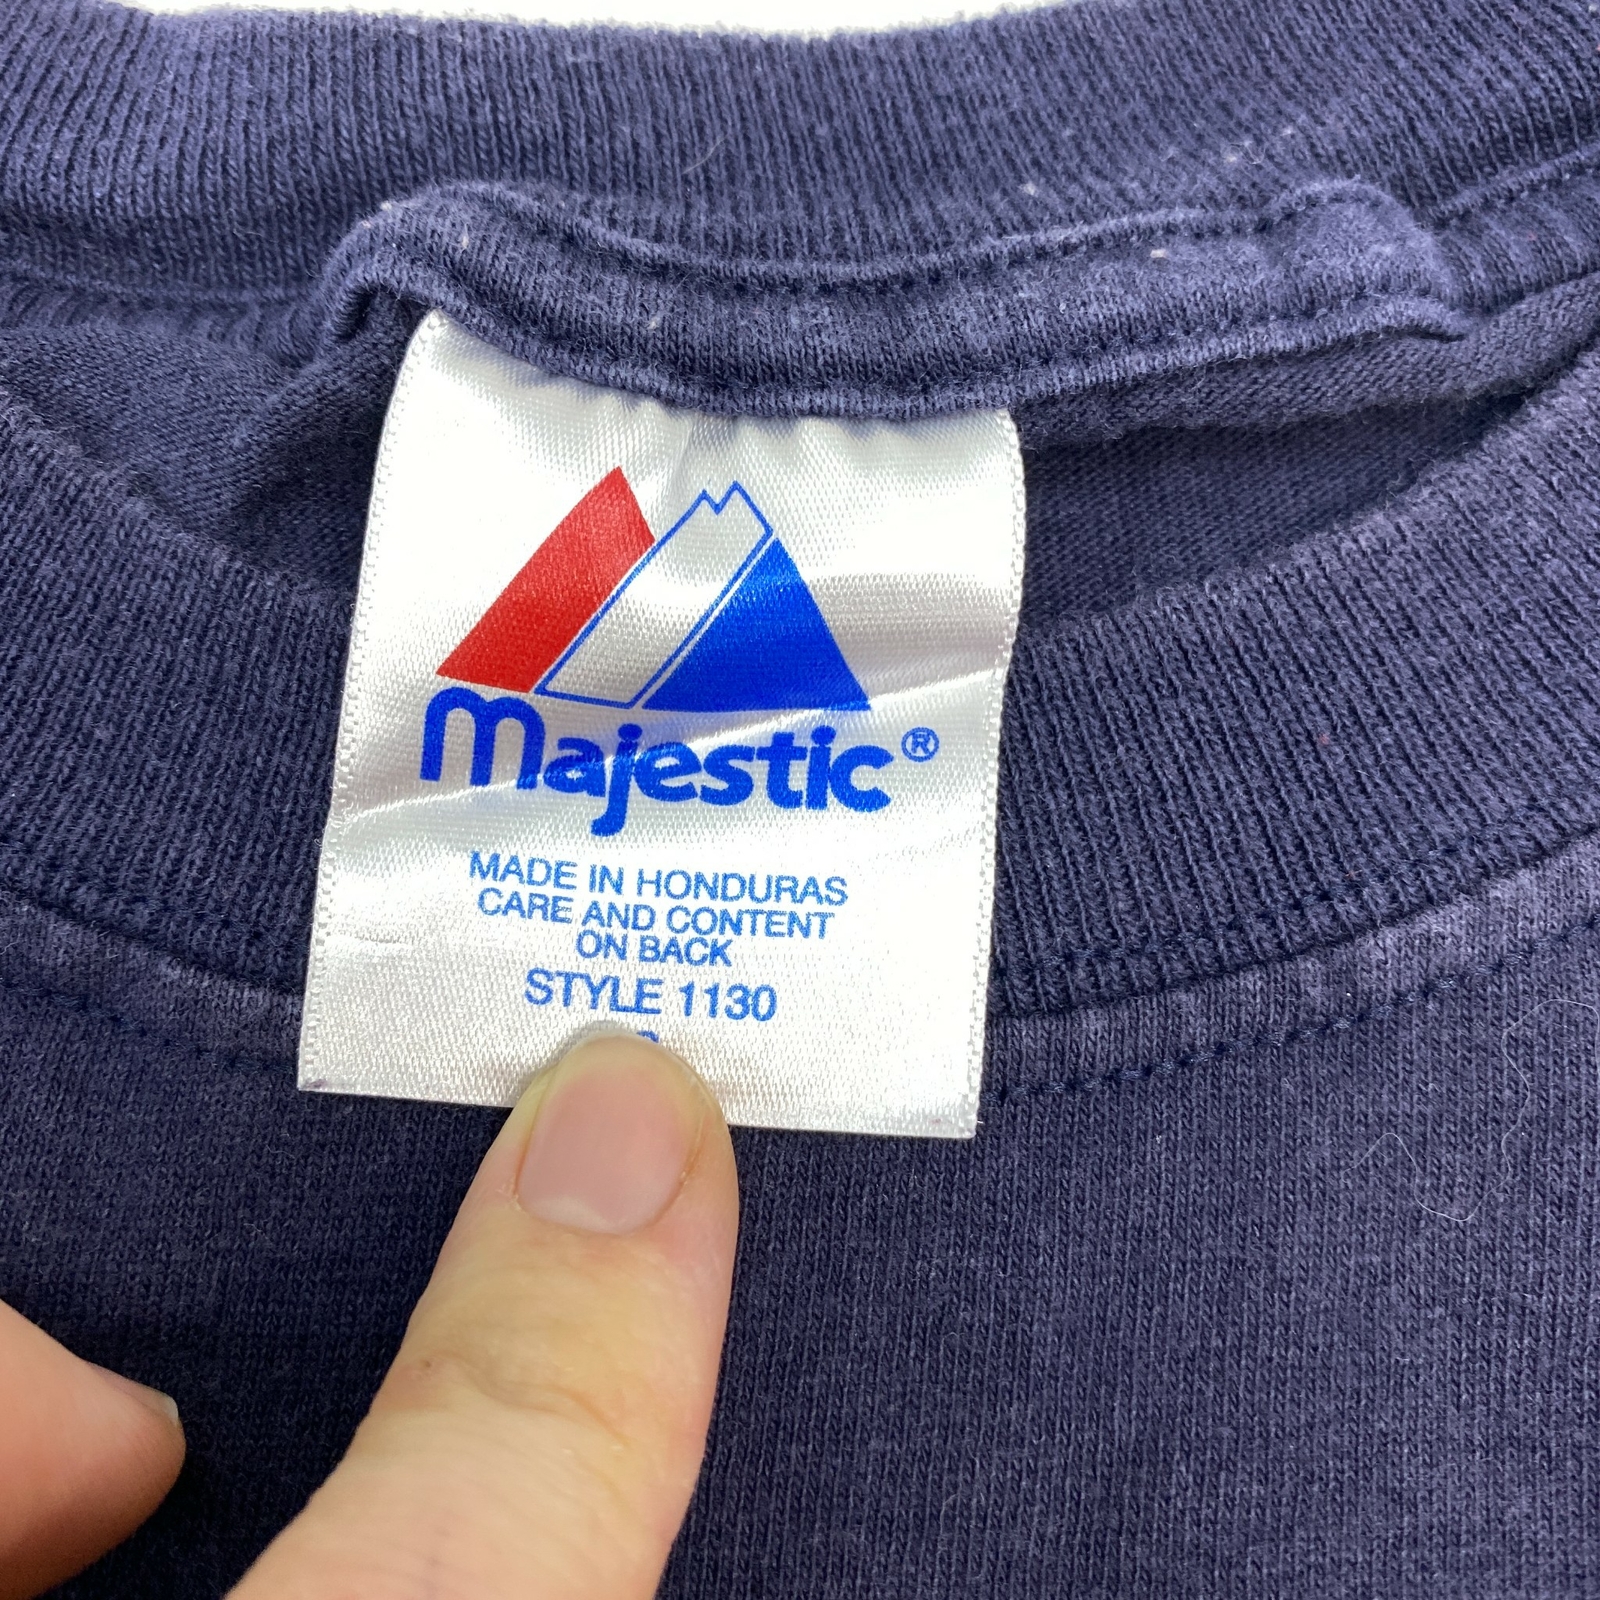 Majestic®
MADE IN HONDURAS
CARE AND CONTENT
ON BACK
STYLE 1130